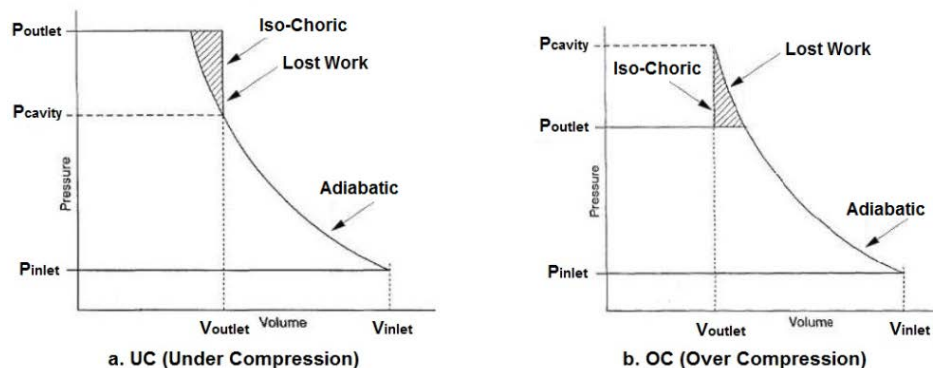 Poutlet
Iso-Choric
Lost Work
Pcavity
Pressure
Adiabatic
Pinlet
Voutlet
Volume
Vinlet
a. UC (Under Compression)
Pcavity
Lost Work
Iso-Choric
Poutlet
Pressure
Adiabatic
Pinlet
Voutlet
Volume
Vinlet
b. OC (Over Compression)